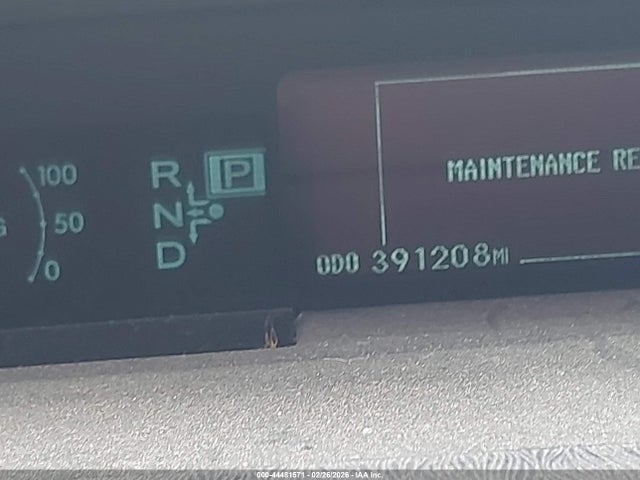 100
R P
MAINTENANCE RE
50
N
0
D
ODO 391208MI
000-44481571 - 02/26/2026 - IAA Inc.